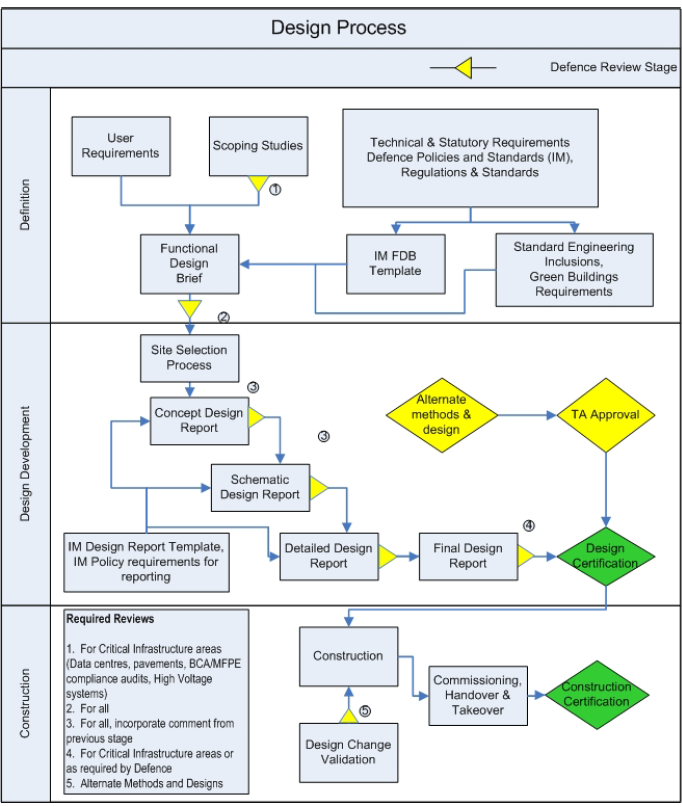 Design Process
Defence Review Stage
Definition
User
Requirements
Scoping Studies
①
Technical & Statutory Requirements
Defence Policies and Standards (IM),
Regulations & Standards
Functional
Design
Brief
IM FDB
Template
Standard Engineering
Inclusions,
Green Buildings
Requirements
②
Design Development
Site Selection
Process
③
Concept Design
Report
③
Alternate
methods &
design
TA Approval
Schematic
Design Report
IM Design Report Template,
IM Policy requirements for
reporting
Detailed Design
Report
Final Design
Report
④
Design
Certification
Construction
Required Reviews
1.  For Critical Infrastructure areas
(Data centres, pavements, BCA/MFPE
compliance audits, High Voltage
systems)
2.  For all
3.  For all, incorporate comment from
previous stage
4.  For Critical Infrastructure areas or
as required by Defence
5.  Alternate Methods and Designs
Construction
⑤
Design Change
Validation
Commissioning,
Handover &
Takeover
Construction
Certification